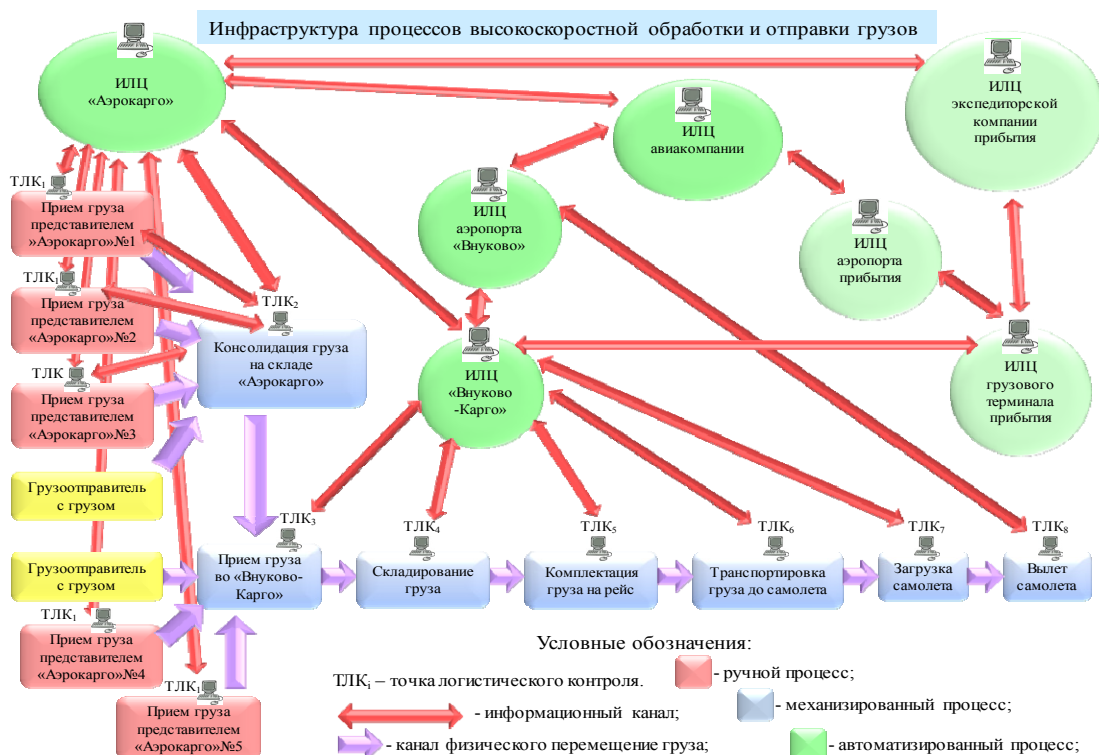 Инфраструктура процессов высокоскоростной обработки и отправки грузов
ИЛЦ
«Аэрокарго»
ИЛЦ
авиакомпании
ИЛЦ
экспедиторской
компании
прибытия
ИЛЦ
аэропорта
«Внуково»
ИЛЦ
аэропорта
прибытия
ТЛК₁
Прием груза
представителем
»Аэрокарго»№1
ТЛК₁
Прием груза
представителем
«Аэрокарго»№2
ТЛК₂
Консолидация груза
на складе
«Аэрокарго»
ТЛК
Прием груза
представителем
«Аэрокарго»№3
ИЛЦ
«Внуково
-Карго»
ИЛЦ
грузового
терминала
прибытия
Грузоотправитель
с грузом
Грузоотправитель
с грузом
ТЛК₃
Прием груза
во «Внуково-
Карго»
ТЛК₄
Складирование
груза
ТЛК₅
Комплектация
груза на рейс
ТЛК₆
Транспортировка
груза до самолета
ТЛК₇
Загрузка
самолета
ТЛК₈
Вылет
самолета
ТЛК₁
Прием груза
представителем
«Аэрокарго»№4
ТЛК₁
Прием груза
представителем
«Аэрокарго»№5
Условные обозначения:
ТЛКᵢ – точка логистического контроля.
- ручной процесс;
- информационный канал;
- механизированный процесс;
- канал физического перемещение груза;
- автоматизированный процесс;